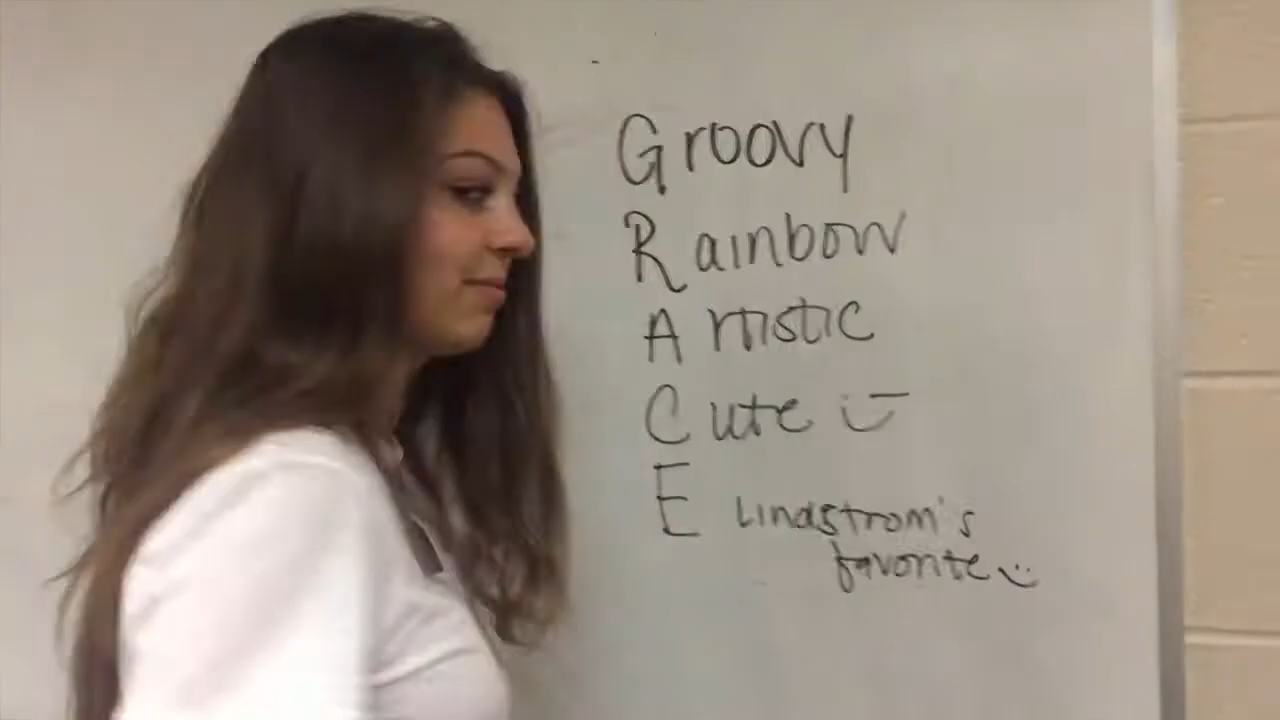 Groovy
Rainbow
Artistic
Cute :)
E Lindstrom's
favorite :)